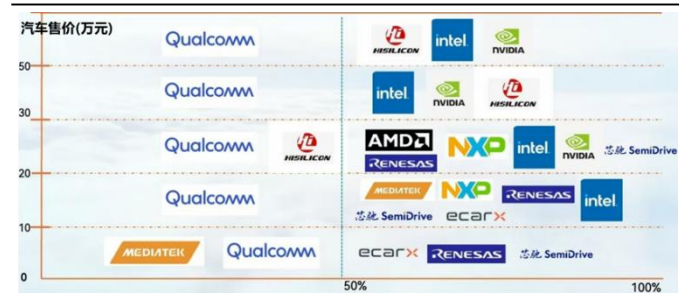 汽车售价(万元)
Qualcomm HISILICON intel NVIDIA
50
Qualcomm intel NVIDIA HISILICON
30
Qualcomm HISILICON AMD RENESAS NXP intel NVIDIA 芯驰 SemiDrive
20
Qualcomm MEDIATEK NXP RENESAS intel
芯驰 SemiDrive ecarx
10
MEDIATEK Qualcomm ecarx RENESAS 芯驰 SemiDrive
0
50% 100%